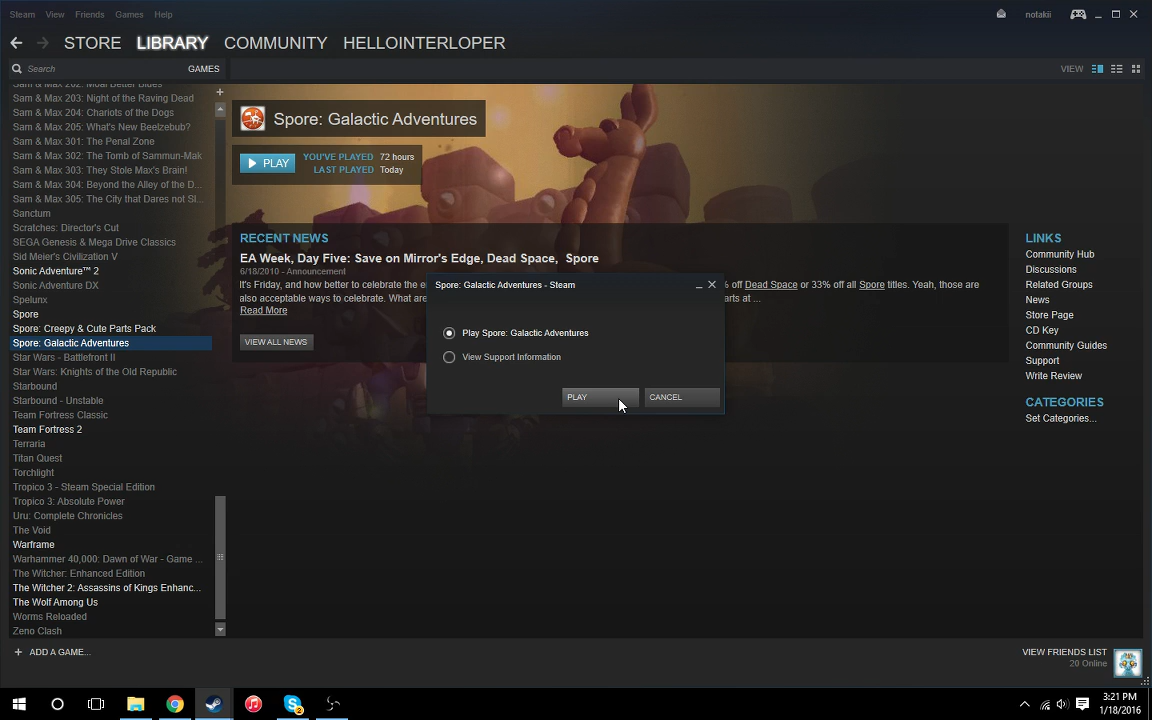 Steam View Friends Games Help
notakii
STORE LIBRARY COMMUNITY HELLOINTERLOPER
Search GAMES
VIEW
Sam & Max 202: Moai Better Blues
Sam & Max 203: Night of the Raving Dead
Sam & Max 204: Chariots of the Dogs
Sam & Max 205: What's New Beelzebub?
Sam & Max 301: The Penal Zone
Sam & Max 302: The Tomb of Sammun-Mak
Sam & Max 303: They Stole Max's Brain!
Sam & Max 304: Beyond the Alley of the D...
Sam & Max 305: The City that Dares not Sl...
Sanctum
Scratches: Director's Cut
SEGA Genesis & Mega Drive Classics
Sid Meier's Civilization V
Sonic Adventure™ 2
Sonic Adventure DX
Spelunx
Spore
Spore: Creepy & Cute Parts Pack
Spore: Galactic Adventures
Star Wars - Battlefront II
Star Wars: Knights of the Old Republic
Starbound
Starbound - Unstable
Team Fortress Classic
Team Fortress 2
Terraria
Titan Quest
Torchlight
Tropico 3 - Steam Special Edition
Tropico 3: Absolute Power
Uru: Complete Chronicles
The Void
Warframe
Warhammer 40,000: Dawn of War - Game ...
The Witcher: Enhanced Edition
The Witcher 2: Assassins of Kings Enhanc...
The Wolf Among Us
Worms Reloaded
Zeno Clash
+ ADD A GAME...
Spore: Galactic Adventures
PLAY
YOU'VE PLAYED 72 hours
LAST PLAYED Today
RECENT NEWS
EA Week, Day Five: Save on Mirror's Edge, Dead Space, Spore
6/18/2010 - Announcement
It's Friday, and how better to celebrate the e % off Dead Space or 33% off all Spore titles. Yeah, those are
also acceptable ways to celebrate. What are arts at ...
Read More
VIEW ALL NEWS
Spore: Galactic Adventures - Steam
Play Spore: Galactic Adventures
View Support Information
PLAY CANCEL
LINKS
Community Hub
Discussions
Related Groups
News
Store Page
CD Key
Community Guides
Support
Write Review
CATEGORIES
Set Categories...
VIEW FRIENDS LIST
20 Online
2
3:21 PM
1/18/2016